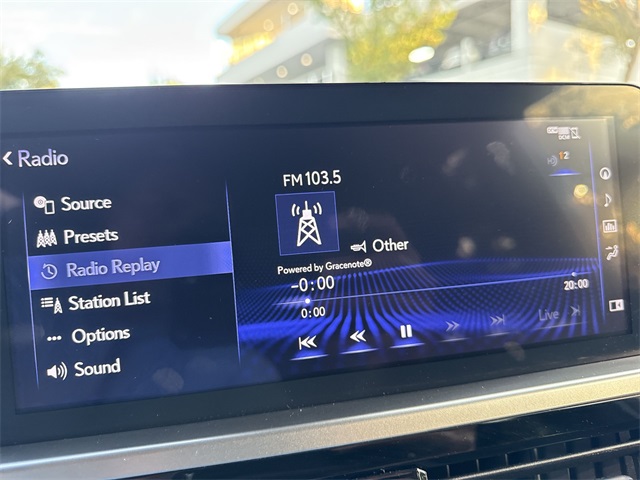 Radio
Source
Presets
Radio Replay
Station List
Options
Sound
FM 103.5
Other
Powered by Gracenote®
-0:00
0:00
20:00
Live
DCM